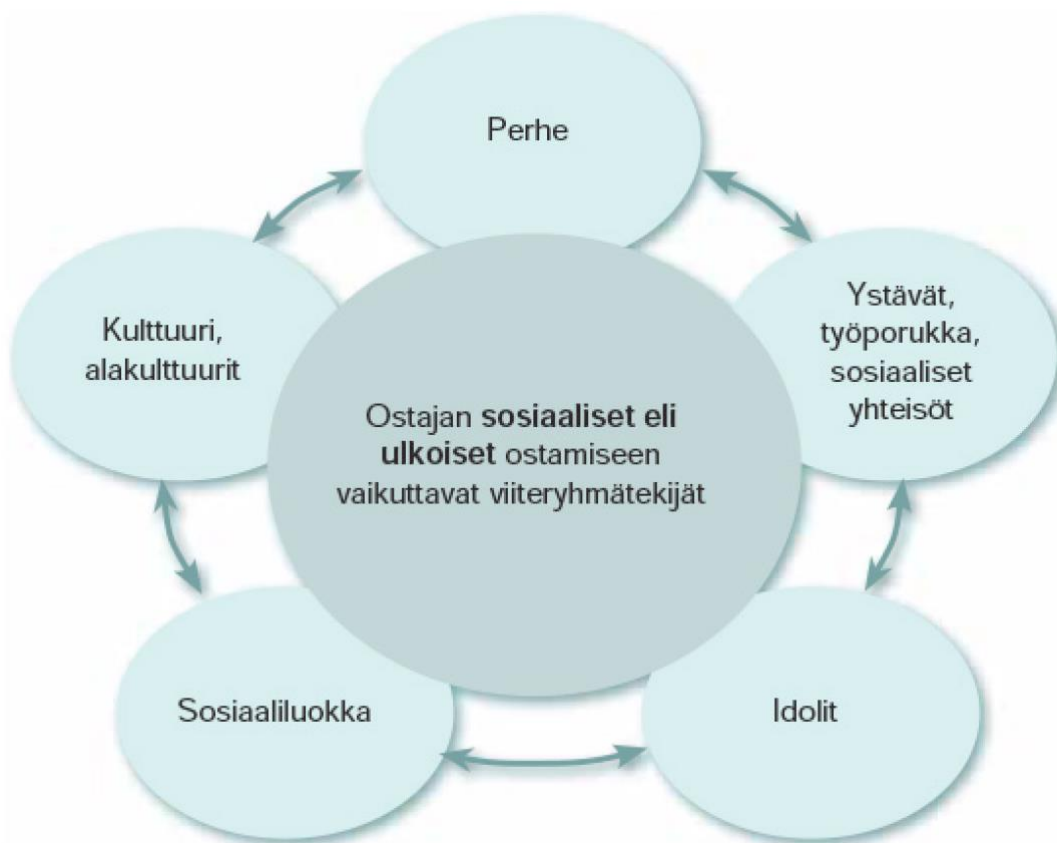 Perhe
Ystävät,
työporukka,
sosiaaliset
yhteisöt
Kulttuuri,
alakulttuurit
Ostajan sosiaaliset eli
ulkoiset ostamiseen
vaikuttavat viiteryhmätekijät
Sosiaaliluokka
Idolit